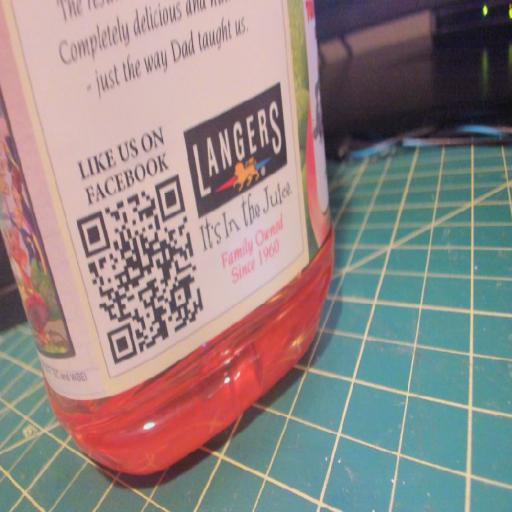 Completely delicious and
- just the way Dad taught us.
LIKE US ON
FACEBOOK
LANGERS
It's In the Juice.
Family Owned
Since 1960